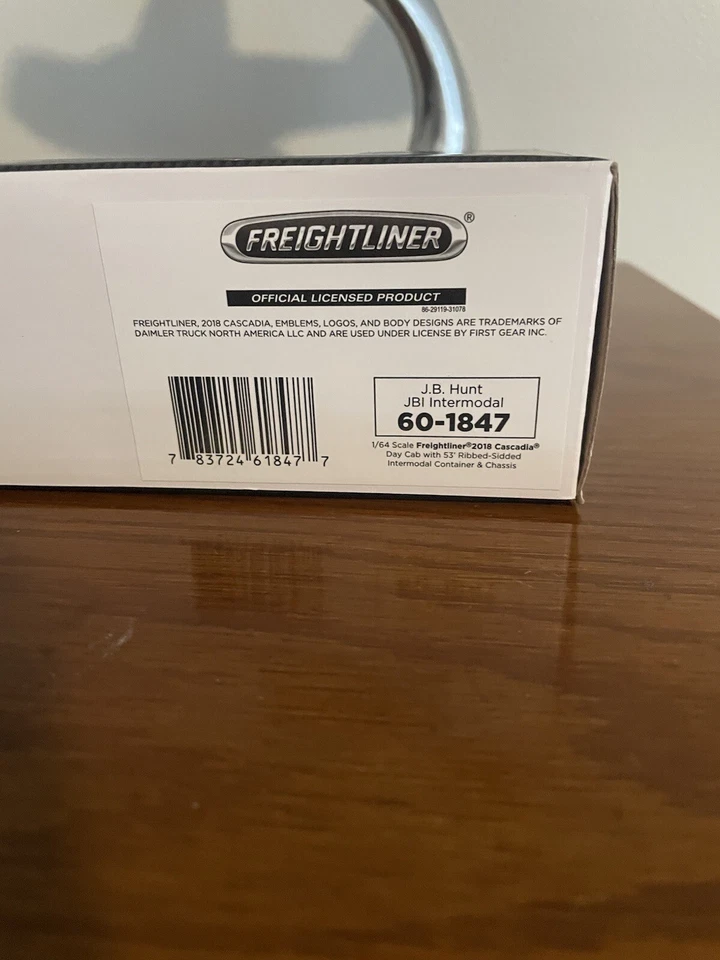 FREIGHTLINER ®
OFFICIAL LICENSED PRODUCT
86-29119-31078
FREIGHTLINER, 2018 CASCADIA, EMBLEMS, LOGOS, AND BODY DESIGNS ARE TRADEMARKS OF
DAIMLER TRUCK NORTH AMERICA LLC AND ARE USED UNDER LICENSE BY FIRST GEAR INC.
7 83724 61847 7
J.B. Hunt
JBI Intermodal
60-1847
1/64 Scale Freightliner® 2018 Cascadia®
Day Cab with 53' Ribbed-Sidded
Intermodal Container & Chassis